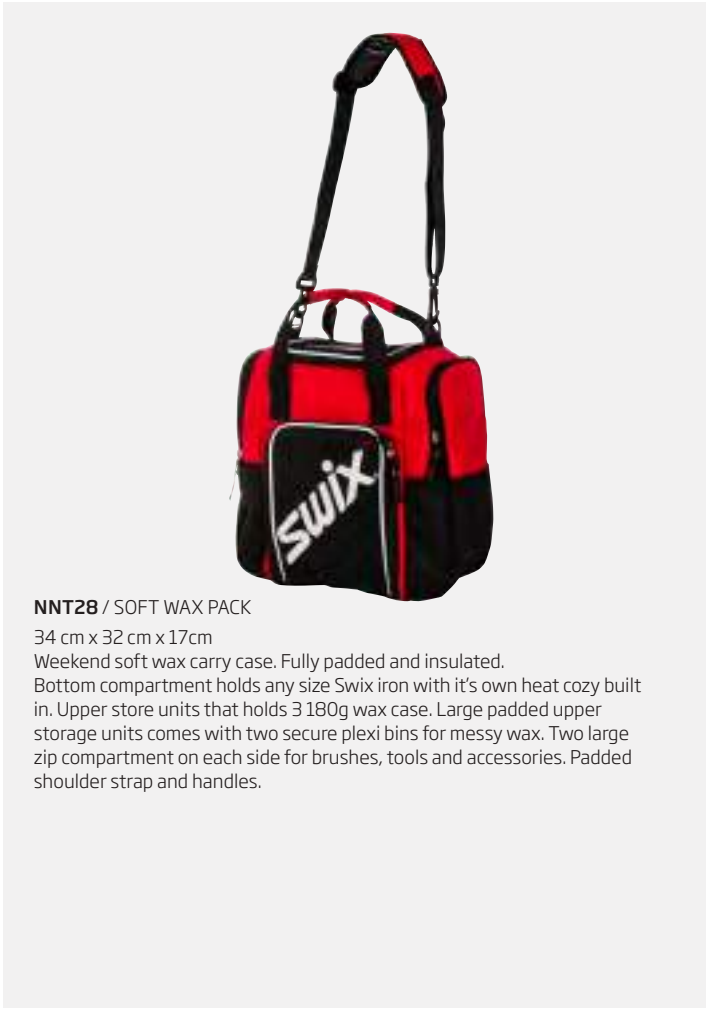 swix
NNT28 / SOFT WAX PACK
34 cm x 32 cm x 17cm
Weekend soft wax carry case. Fully padded and insulated.
Bottom compartment holds any size Swix iron with it's own heat cozy built
in. Upper store units that holds 3 180g wax case. Large padded upper
storage units comes with two secure plexi bins for messy wax. Two large
zip compartment on each side for brushes, tools and accessories. Padded
shoulder strap and handles.